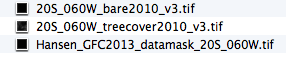 20S_060W_bare2010_v3.tif
20S_060W_treecover2010_v3.tif
Hansen_GFC2013_datamask_20S_060W.tif